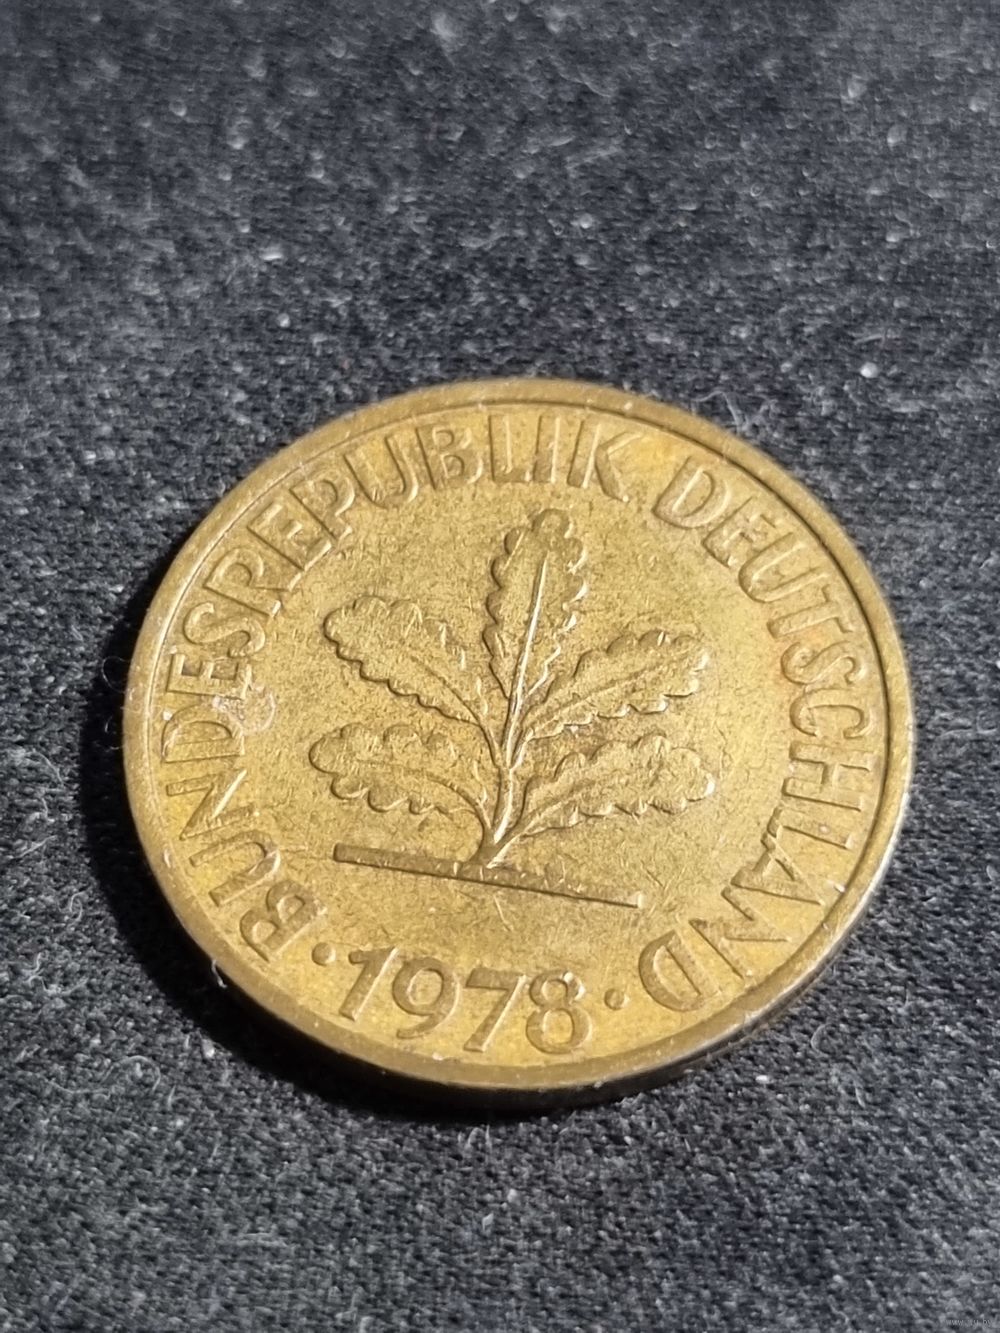 BUNDESREPUBLIK DEUTSCHLAND
· 1978 ·